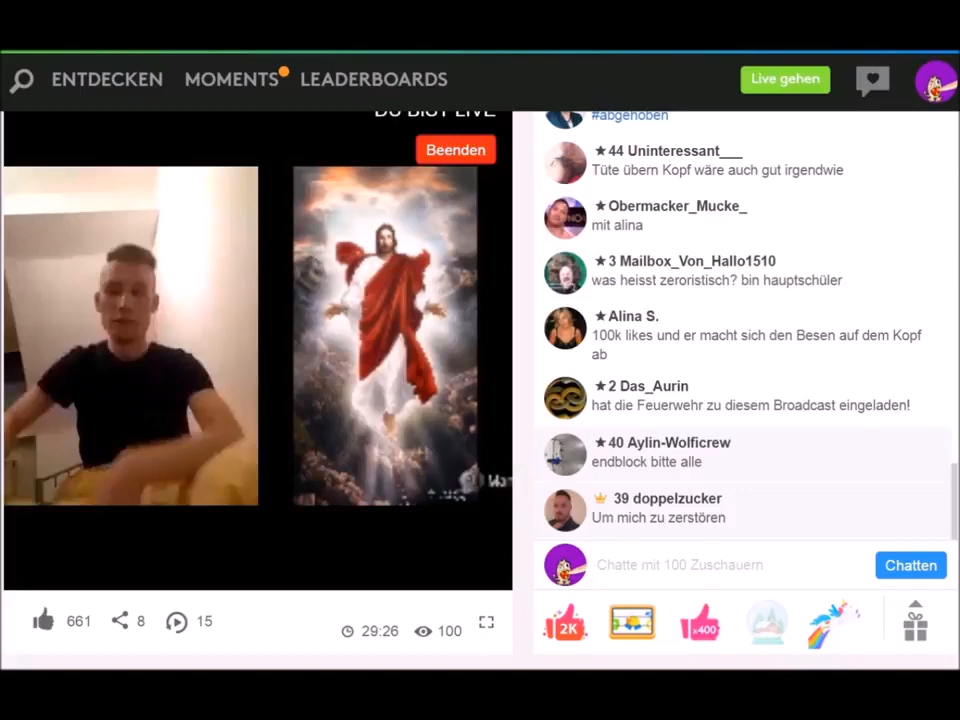 ENTDECKEN MOMENTS LEADERBOARDS Live gehen
DU BIST LIVE
Beenden
#abgehoben
★44 Uninteressant___
Tüte übern Kopf wäre auch gut irgendwie
★Obermacker_Mucke_
mit alina
★3 Mailbox_Von_Hallo1510
was heisst zeroristisch? bin hauptschüler
★Alina S.
100k likes und er macht sich den Besen auf dem Kopf
ab
★2 Das_Aurin
hat die Feuerwehr zu diesem Broadcast eingeladen!
★40 Aylin-Wolficrew
endblock bitte alle
39 doppelzucker
Um mich zu zerstören
Chatte mit 100 Zuschauern Chatten
661 8 15 29:26 100
2K x400